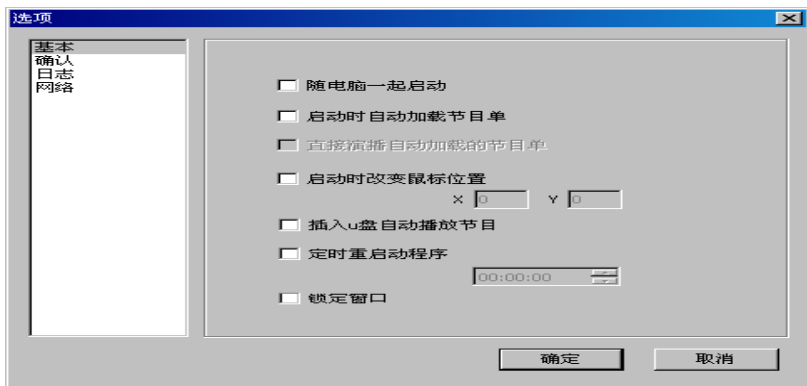 选项
基本
确认
日志
网络
随电脑一起启动
启动时自动加载节目单
直接演播自动加载的节目单
启动时改变鼠标位置
X 0 Y 0
插入u盘自动播放节目
定时重启动程序
00:00:00
锁定窗口
确定 取消